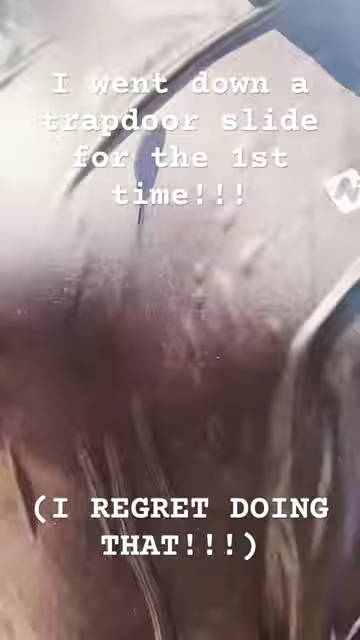 I went down a
trapdoor slide
for the 1st
time!!!
(I REGRET DOING
THAT!!!)